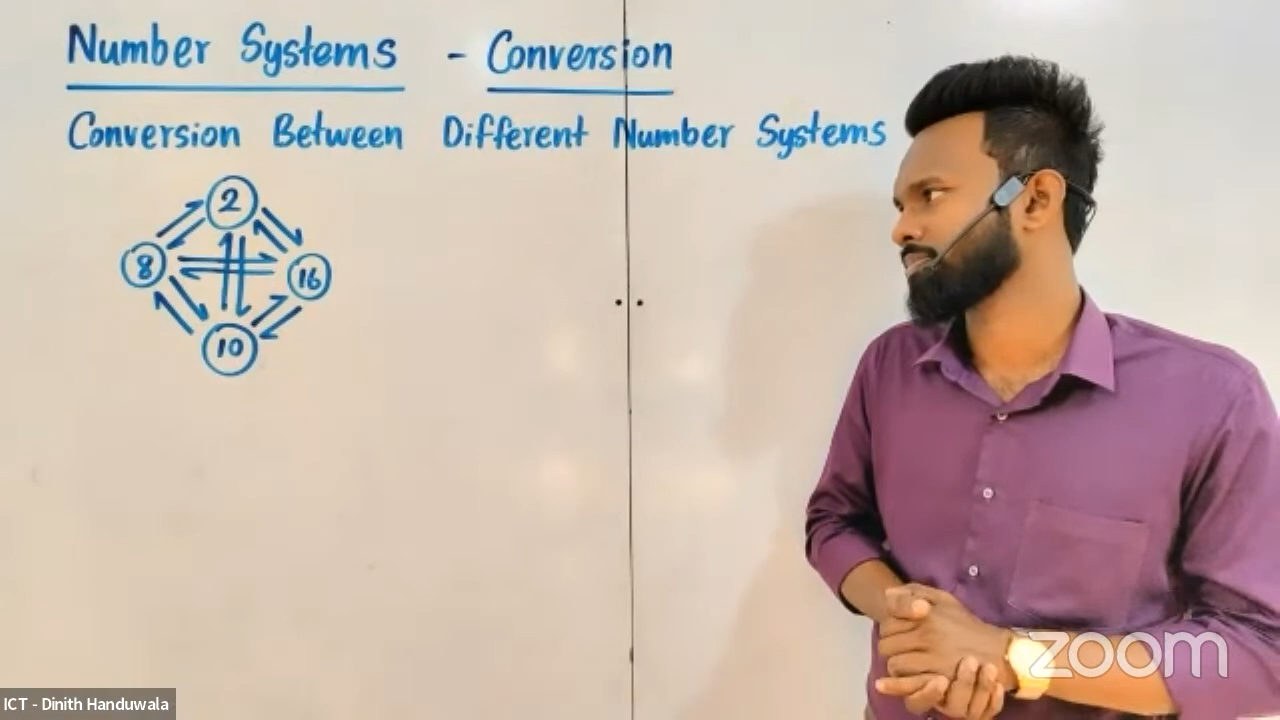 Number Systems - Conversion
Conversion Between Different Number Systems
2
8
16
10
zoom
ICT - Dinith Handuwala